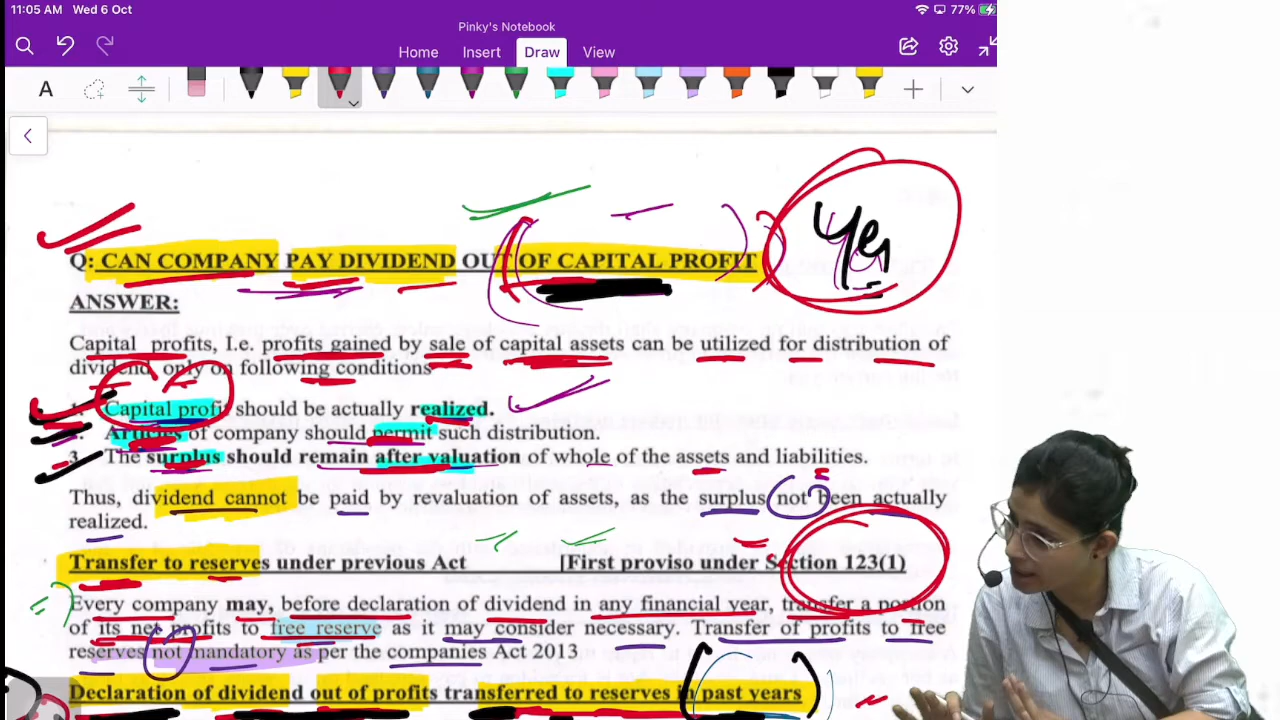 11:05 AM Wed 6 Oct
77%
Pinky's Notebook
Home Insert Draw View
A
Yes
Q: CAN COMPANY PAY DIVIDEND OUT OF CAPITAL PROFIT
ANSWER:
Capital profits, I.e. profits gained by sale of capital assets can be utilized for distribution of
dividend only on following conditions
Capital profit should be actually realized.
2. Articles of company should permit such distribution.
3 The surplus should remain after valuation of whole of the assets and liabilities.
Thus, dividend cannot be paid by revaluation of assets, as the surplus not been actually
realized.
Transfer to reserves under previous Act [First proviso under Section 123(1)
Every company may, before declaration of dividend in any financial year, transfer a portion
of its net profits to free reserve as it may consider necessary. Transfer of profits to free
reserves not mandatory as per the companies Act 2013
Declaration of dividend out of profits transferred to reserves in past years